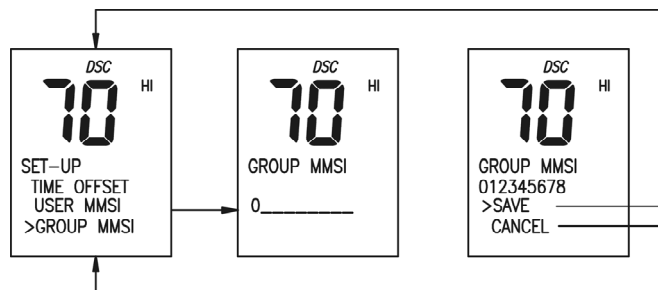 DSC
70 HI
SET-UP
TIME OFFSET
USER MMSI
>GROUP MMSI
DSC
70 HI
GROUP MMSI
0________
DSC
70 HI
GROUP MMSI
012345678
>SAVE
CANCEL